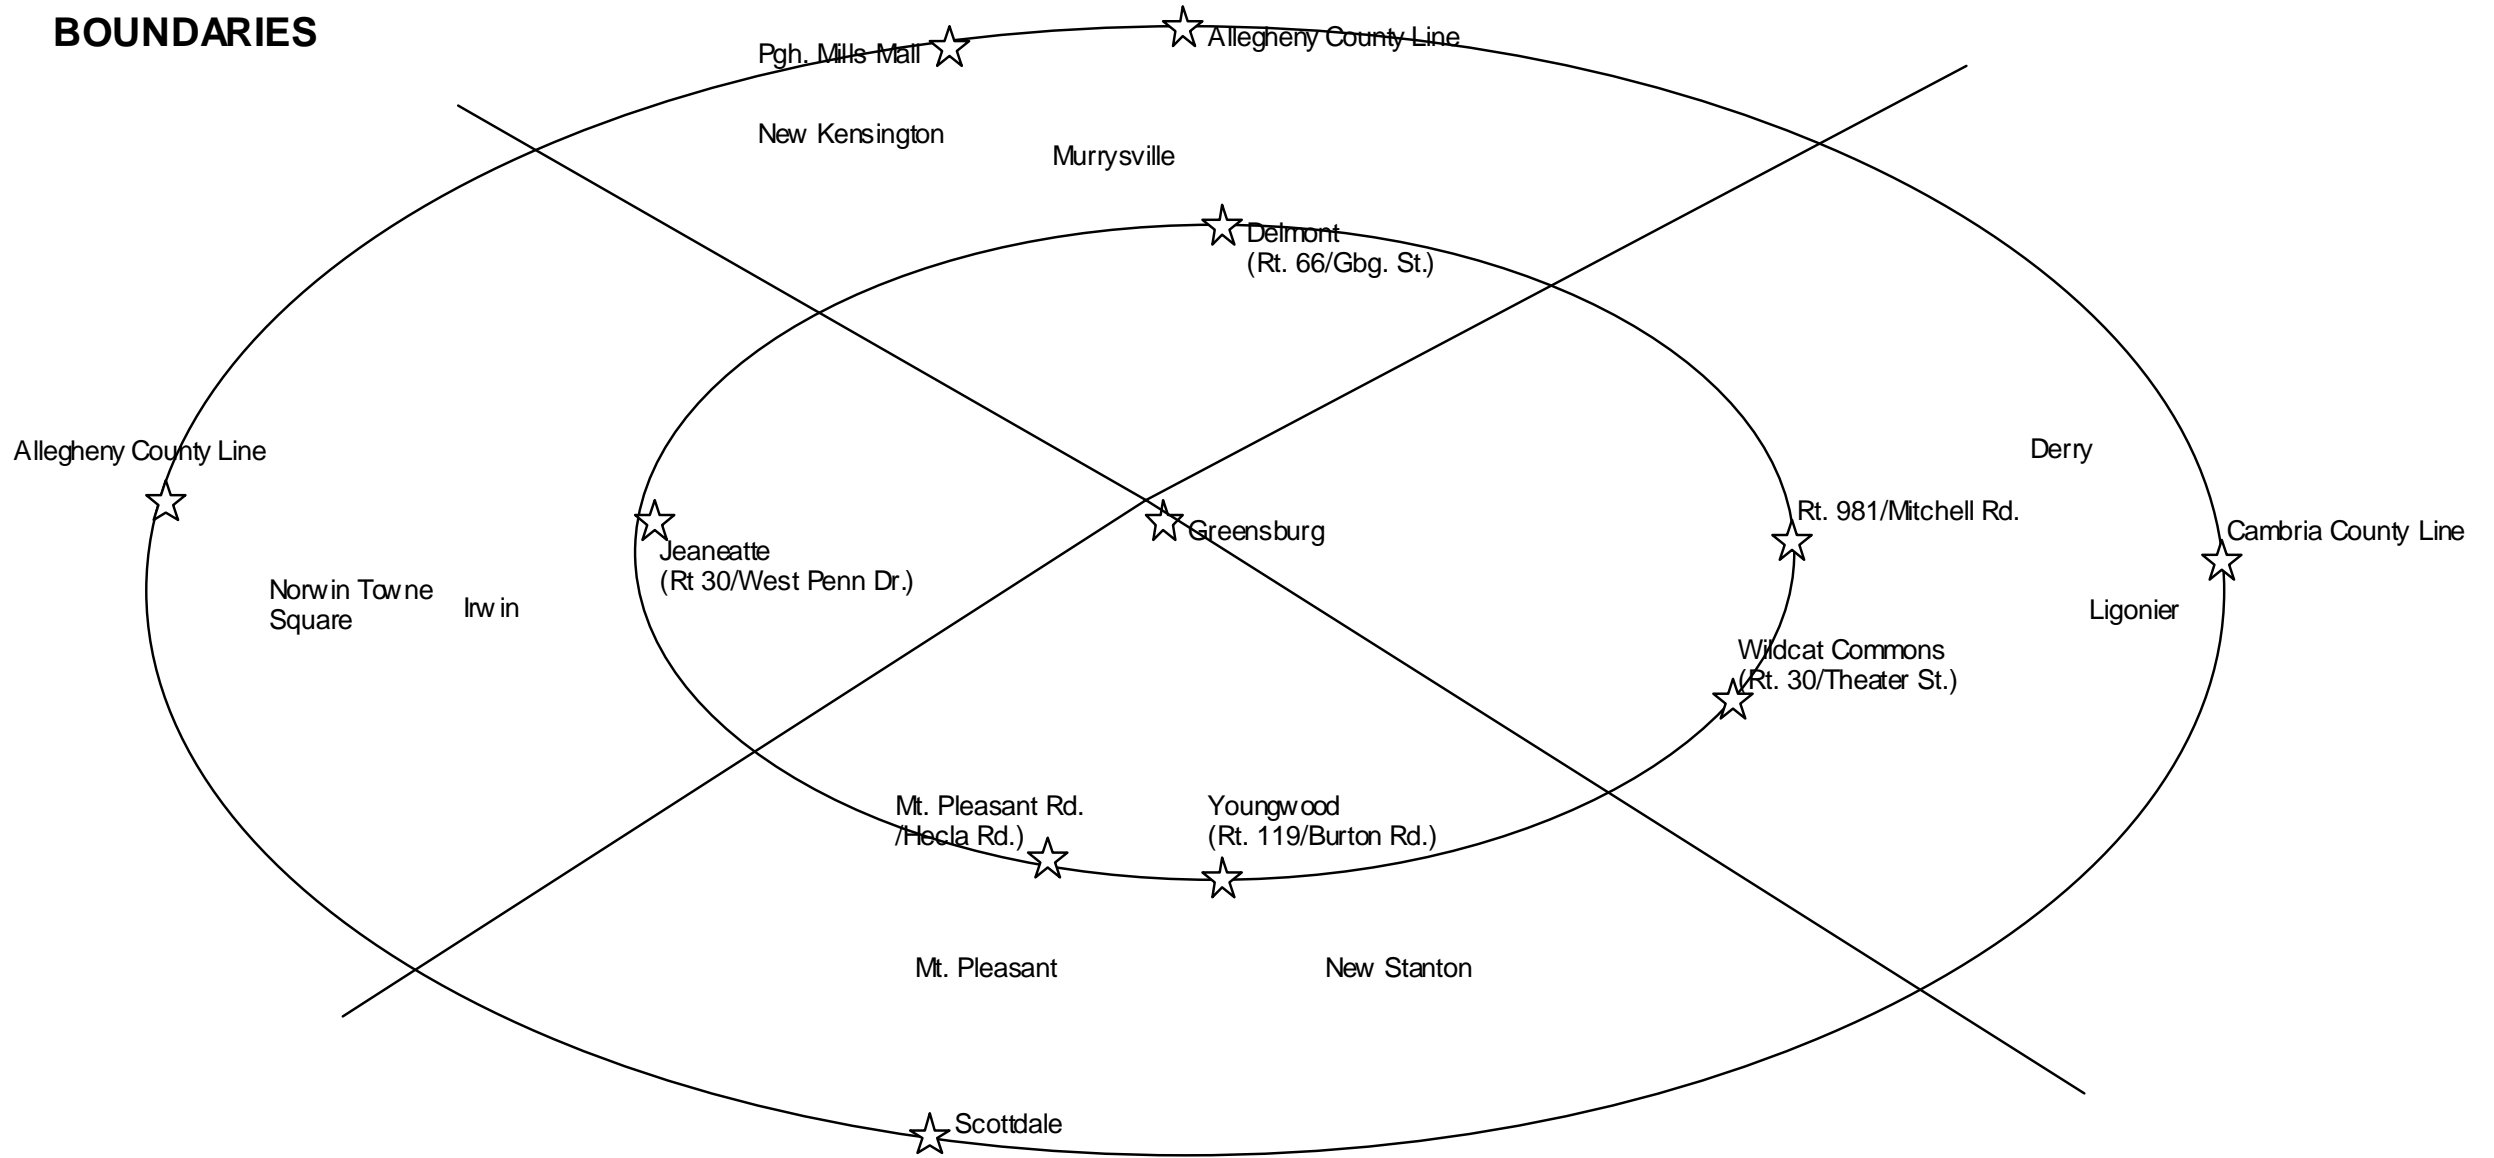 BOUNDARIES
Allegheny County Line
Pgh. Mills Mall
New Kensington
Murrysville
Delmont
(Rt. 66/Gbg. St.)
Allegheny County Line
Derry
Rt. 981/Mitchell Rd.
Cambria County Line
Greensburg
Jeaneatte
(Rt 30/West Penn Dr.)
Norwin Towne
Square
Irwin
Ligonier
Wildcat Commons
(Rt. 30/Theater St.)
Mt. Pleasant Rd.
/Hecla Rd.)
Youngwood
(Rt. 119/Burton Rd.)
Mt. Pleasant
New Stanton
Scottdale